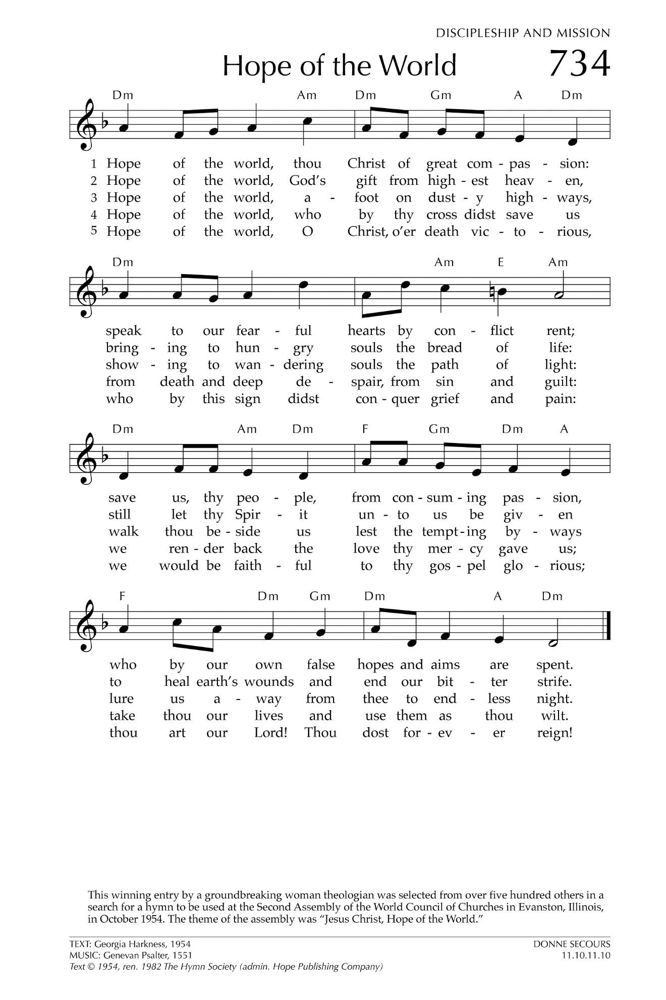 DISCIPLESHIP AND MISSION
Hope of the World 734
Dm Am Dm Gm A Dm
1 Hope of the world, thou Christ of great com - pas - sion:
2 Hope of the world, God's gift from high - est heav - en,
3 Hope of the world, a - foot on dust - y high - ways,
4 Hope of the world, who by thy cross didst save us
5 Hope of the world, O Christ, o'er death vic - to - rious,
Dm Am E Am
speak to our fear - ful hearts by con - flict rent;
bring - ing to hun - gry souls the bread of life:
show - ing to wan - dering souls the path of light:
from death and deep de - spair, from sin and guilt:
who by this sign didst con - quer grief and pain:
Dm Am Dm F Gm Dm A
save us, thy peo - ple, from con - sum - ing pas - sion,
still let thy Spir - it un - to us be giv - en
walk thou be - side us lest the tempt - ing by - ways
we ren - der back the love thy mer - cy gave us;
we would be faith - ful to thy gos - pel glo - rious;
F Dm Gm Dm A Dm
who by our own false hopes and aims are spent.
to heal earth's wounds and end our bit - ter strife.
lure us a - way from thee to end - less night.
take thou our lives and use them as thou wilt.
thou art our Lord! Thou dost for - ev - er reign!
This winning entry by a groundbreaking woman theologian was selected from over five hundred others in a
search for a hymn to be used at the Second Assembly of the World Council of Churches in Evanston, Illinois,
in October 1954. The theme of the assembly was "Jesus Christ, Hope of the World."
TEXT: Georgia Harkness, 1954 DONNE SECOURS
MUSIC: Genevan Psalter, 1551 11.10.11.10
Text © 1954, ren. 1982 The Hymn Society (admin. Hope Publishing Company)